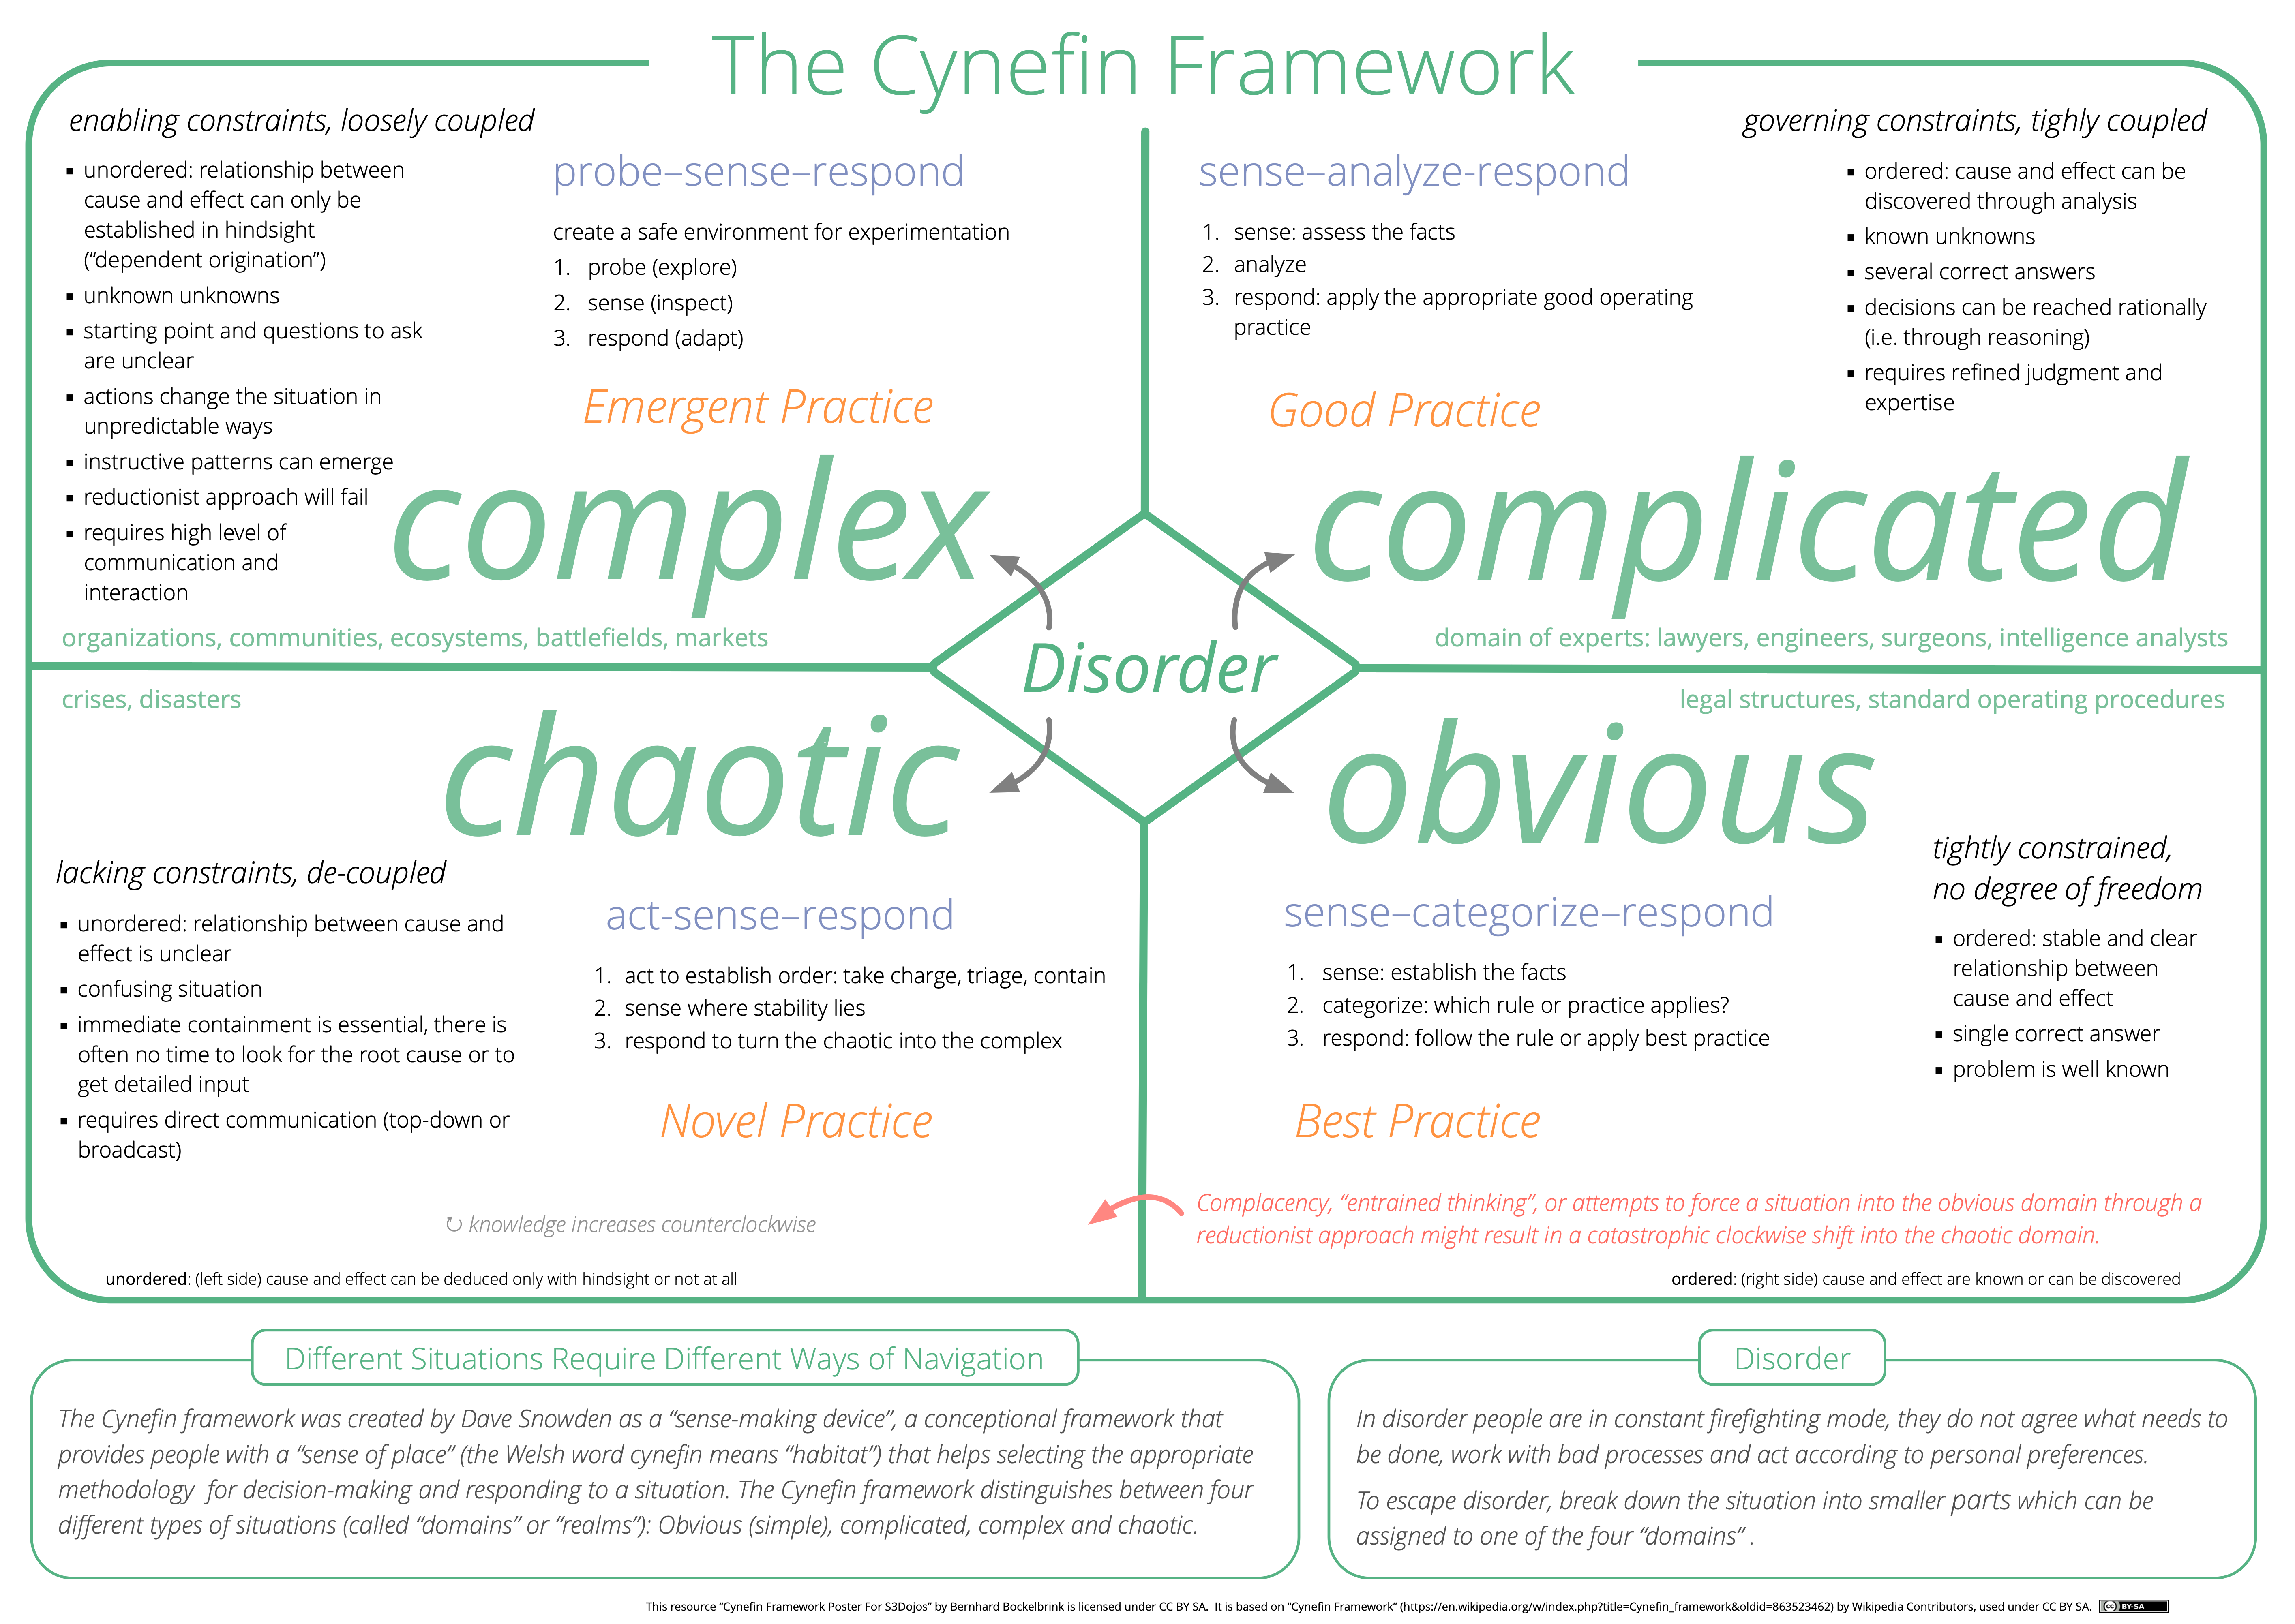 The Cynefin Framework
enabling constraints, loosely coupled
▪ unordered: relationship between
cause and effect can only be
established in hindsight
(“dependent origination”)
▪ unknown unknowns
▪ starting point and questions to ask
are unclear
▪ actions change the situation in
unpredictable ways
▪ instructive patterns can emerge
▪ reductionist approach will fail
▪ requires high level of
communication and
interaction
probe–sense–respond
create a safe environment for experimentation
1. probe (explore)
2. sense (inspect)
3. respond (adapt)
Emergent Practice
complex
organizations, communities, ecosystems, battlefields, markets
sense–analyze-respond
1. sense: assess the facts
2. analyze
3. respond: apply the appropriate good operating
practice
Good Practice
governing constraints, tighly coupled
▪ ordered: cause and effect can be
discovered through analysis
▪ known unknowns
▪ several correct answers
▪ decisions can be reached rationally
(i.e. through reasoning)
▪ requires refined judgment and
expertise
complicated
domain of experts: lawyers, engineers, surgeons, intelligence analysts
Disorder
crises, disasters
chaotic
lacking constraints, de-coupled
▪ unordered: relationship between cause and
effect is unclear
▪ confusing situation
▪ immediate containment is essential, there is
often no time to look for the root cause or to
get detailed input
▪ requires direct communication (top-down or
broadcast)
act-sense–respond
1. act to establish order: take charge, triage, contain
2. sense where stability lies
3. respond to turn the chaotic into the complex
Novel Practice
↻ knowledge increases counterclockwise
unordered: (left side) cause and effect can be deduced only with hindsight or not at all
legal structures, standard operating procedures
obvious
sense–categorize–respond
1. sense: establish the facts
2. categorize: which rule or practice applies?
3. respond: follow the rule or apply best practice
Best Practice
tightly constrained,
no degree of freedom
▪ ordered: stable and clear
relationship between
cause and effect
▪ single correct answer
▪ problem is well known
Complacency, “entrained thinking”, or attempts to force a situation into the obvious domain through a
reductionist approach might result in a catastrophic clockwise shift into the chaotic domain.
ordered: (right side) cause and effect are known or can be discovered
Different Situations Require Different Ways of Navigation
The Cynefin framework was created by Dave Snowden as a “sense-making device”, a conceptual framework that
provides people with a “sense of place” (the Welsh word cynefin means “habitat”) that helps selecting the appropriate
methodology for decision-making and responding to a situation. The Cynefin framework distinguishes between four
different types of situations (called “domains” or “realms”): Obvious (simple), complicated, complex and chaotic.
Disorder
In disorder people are in constant firefighting mode, they do not agree what needs to
be done, work with bad processes and act according to personal preferences.
To escape disorder, break down the situation into smaller parts which can be
assigned to one of the four “domains” .
This resource “Cynefin Framework Poster For S3Dojos” by Bernhard Bockelbrink is licensed under CC BY SA. It is based on “Cynefin Framework” (https://en.wikipedia.org/w/index.php?title=Cynefin_framework&oldid=863523462) by Wikipedia Contributors, used under CC BY SA. (cc) BY-SA